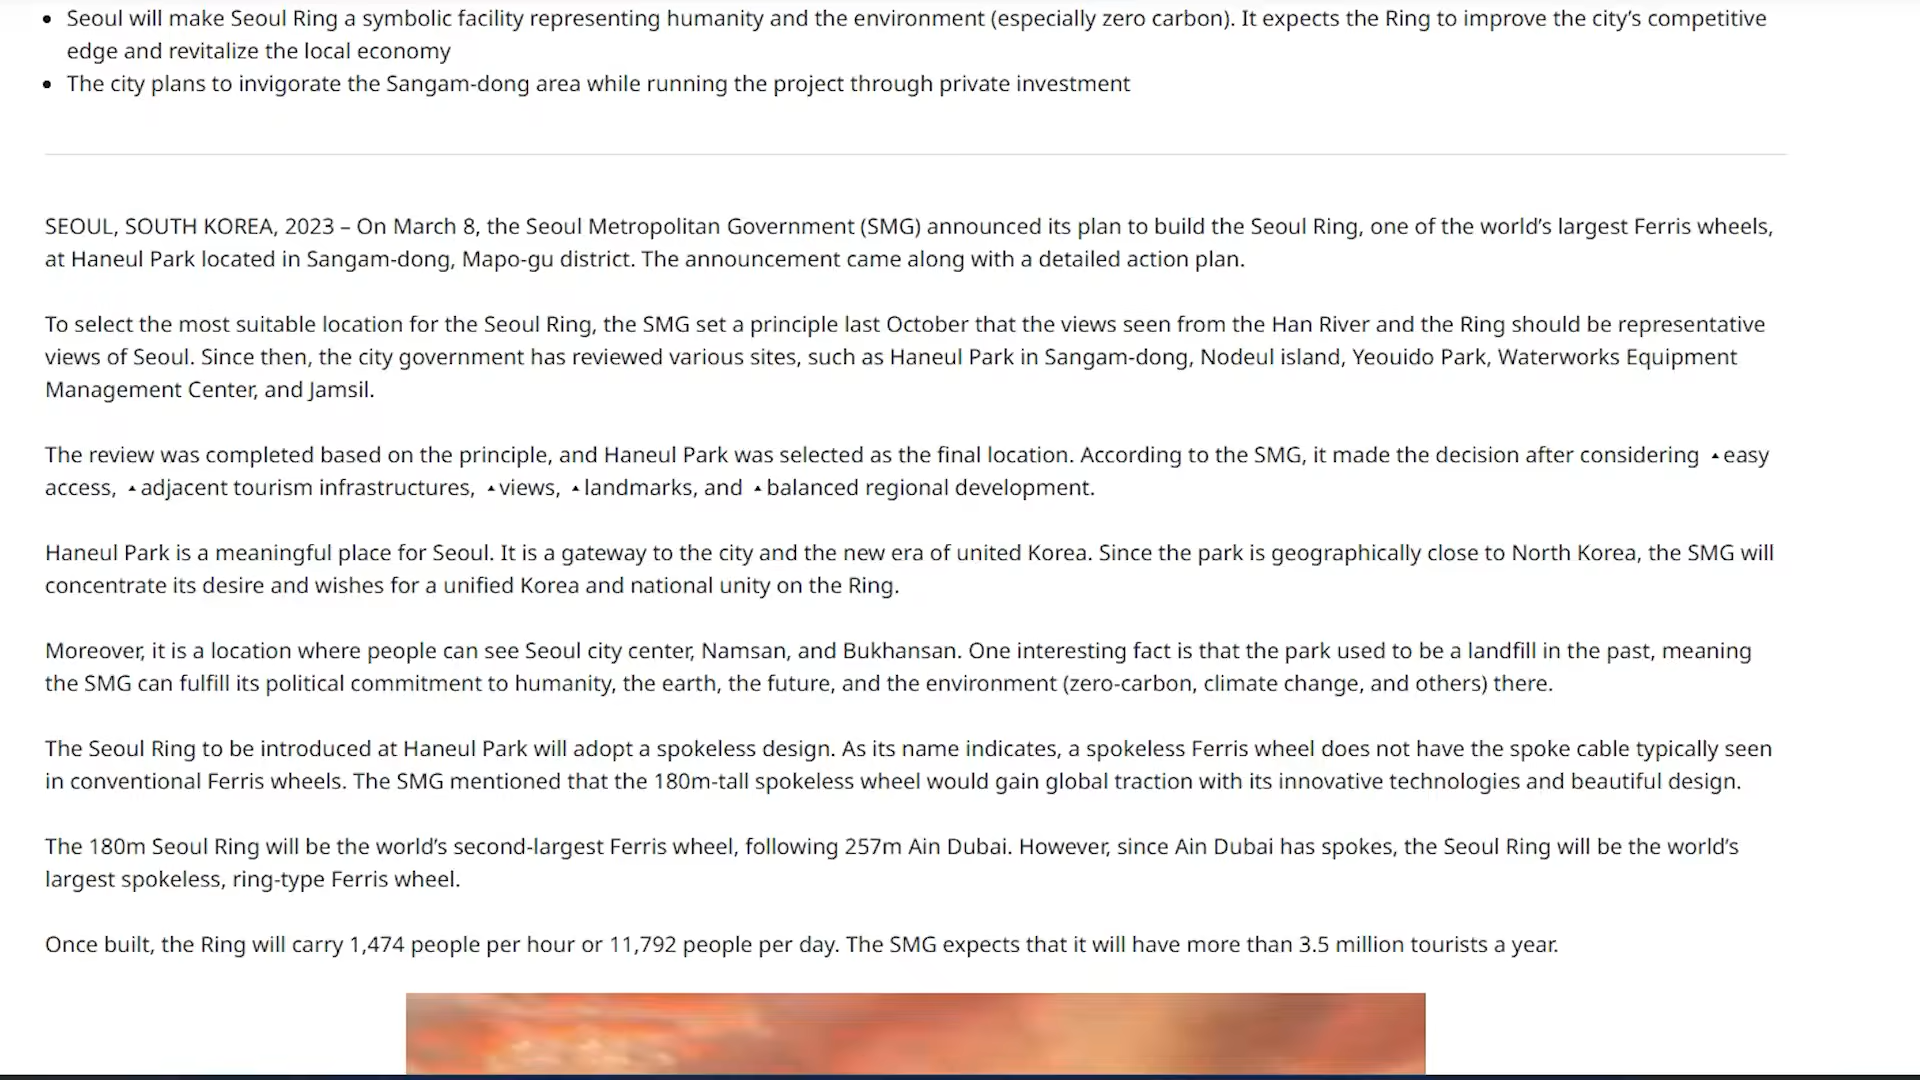 • Seoul will make Seoul Ring a symbolic facility representing humanity and the environment (especially zero carbon). It expects the Ring to improve the city’s competitive
edge and revitalize the local economy
• The city plans to invigorate the Sangam-dong area while running the project through private investment
SEOUL, SOUTH KOREA, 2023 – On March 8, the Seoul Metropolitan Government (SMG) announced its plan to build the Seoul Ring, one of the world’s largest Ferris wheels,
at Haneul Park located in Sangam-dong, Mapo-gu district. The announcement came along with a detailed action plan.
To select the most suitable location for the Seoul Ring, the SMG set a principle last October that the views seen from the Han River and the Ring should be representative
views of Seoul. Since then, the city government has reviewed various sites, such as Haneul Park in Sangam-dong, Nodeul island, Yeouido Park, Waterworks Equipment
Management Center, and Jamsil.
The review was completed based on the principle, and Haneul Park was selected as the final location. According to the SMG, it made the decision after considering ▴easy
access, ▴adjacent tourism infrastructures, ▴views, ▴landmarks, and ▴balanced regional development.
Haneul Park is a meaningful place for Seoul. It is a gateway to the city and the new era of united Korea. Since the park is geographically close to North Korea, the SMG will
concentrate its desire and wishes for a unified Korea and national unity on the Ring.
Moreover, it is a location where people can see Seoul city center, Namsan, and Bukhansan. One interesting fact is that the park used to be a landfill in the past, meaning
the SMG can fulfill its political commitment to humanity, the earth, the future, and the environment (zero-carbon, climate change, and others) there.
The Seoul Ring to be introduced at Haneul Park will adopt a spokeless design. As its name indicates, a spokeless Ferris wheel does not have the spoke cable typically seen
in conventional Ferris wheels. The SMG mentioned that the 180m-tall spokeless wheel would gain global traction with its innovative technologies and beautiful design.
The 180m Seoul Ring will be the world’s second-largest Ferris wheel, following 257m Ain Dubai. However, since Ain Dubai has spokes, the Seoul Ring will be the world’s
largest spokeless, ring-type Ferris wheel.
Once built, the Ring will carry 1,474 people per hour or 11,792 people per day. The SMG expects that it will have more than 3.5 million tourists a year.